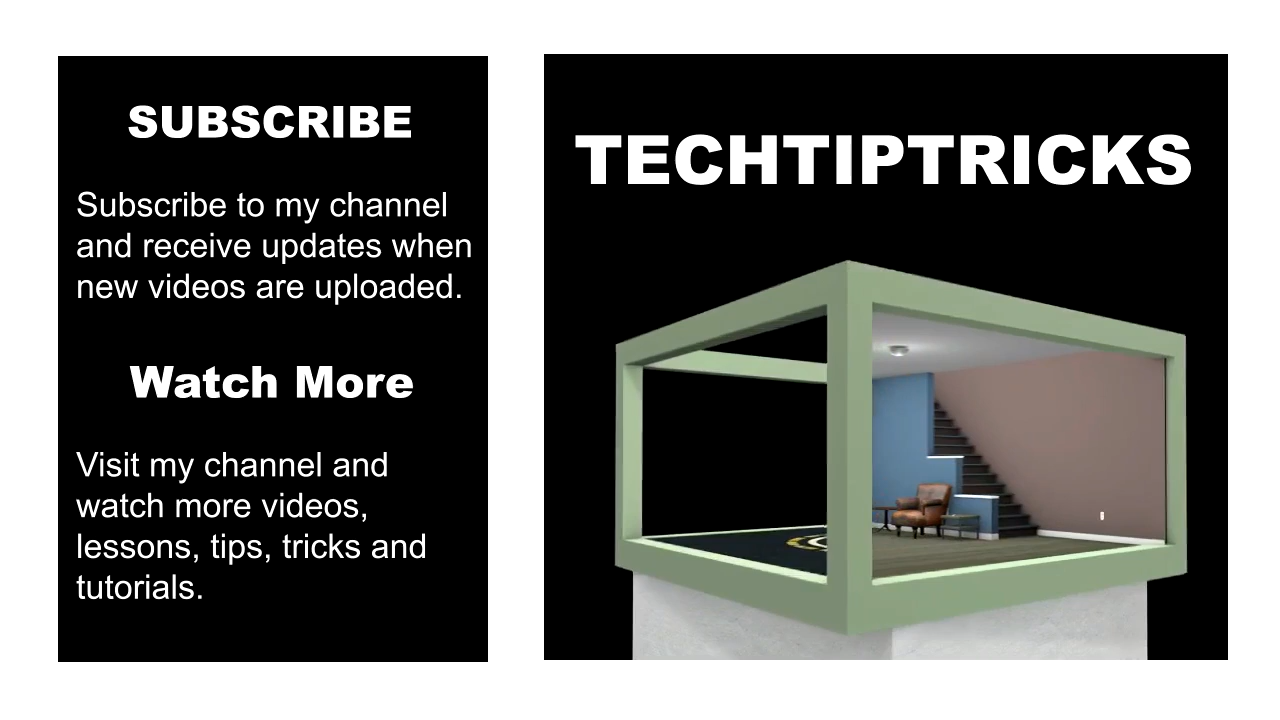 SUBSCRIBE
Subscribe to my channel
and receive updates when
new videos are uploaded.
Watch More
Visit my channel and
watch more videos,
lessons, tips, tricks and
tutorials.
TECHTIPTRICKS